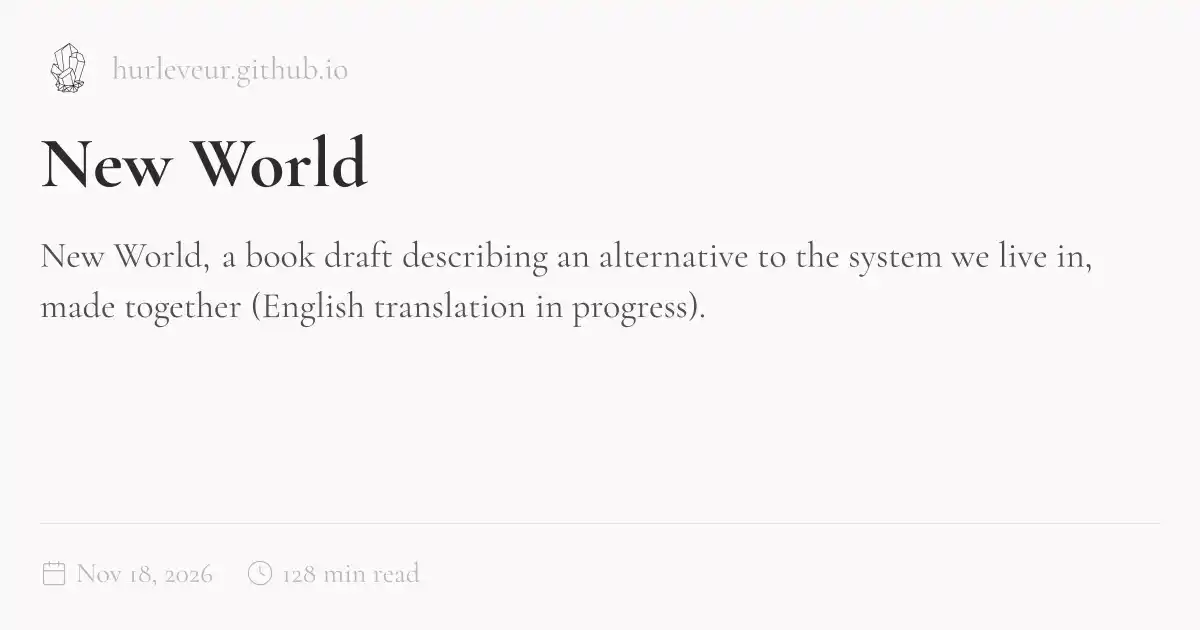 hurleveur.github.io
New World
New World, a book draft describing an alternative to the system we live in,
made together (English translation in progress).
Nov 18, 2026 128 min read